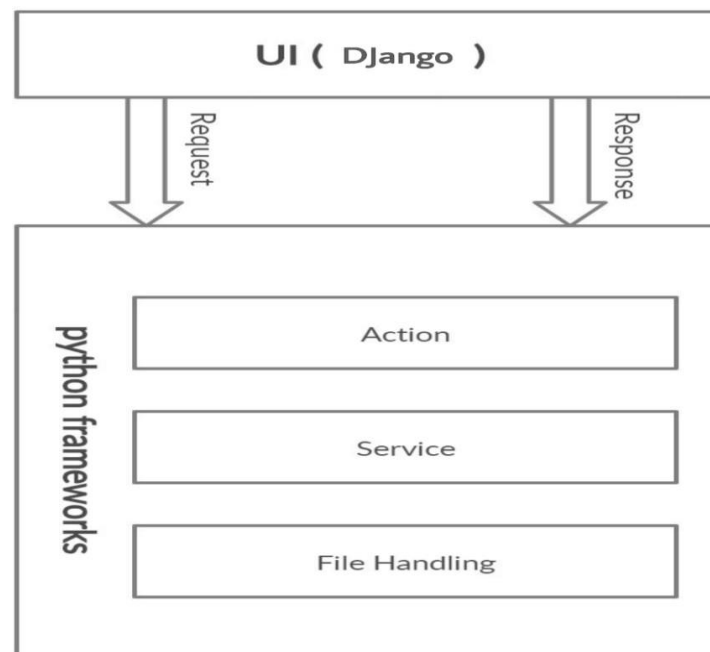 UI ( DJango )
Request
Response
python frameworks
Action
Service
File Handling